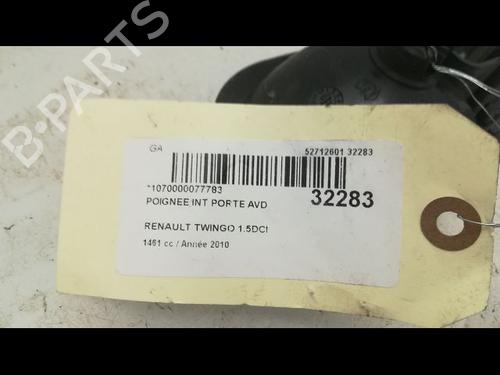 B-PARTS
GA
52712601 32283
*1070000077783
32283
POIGNEE INT PORTE AVD
RENAULT TWINGO 1.5DCI
1461 cc / Année 2010